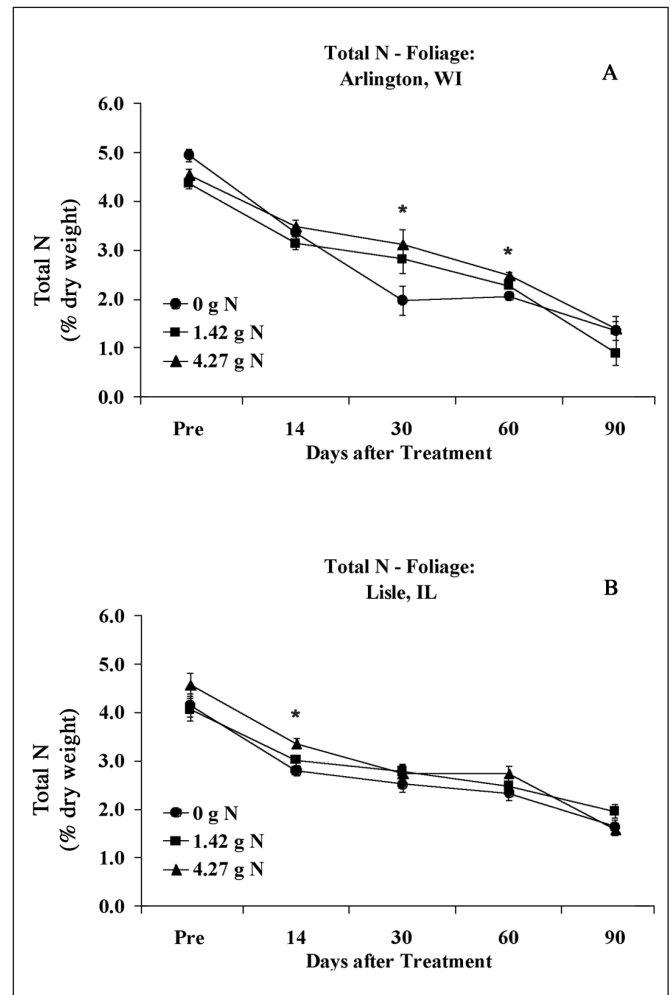 Total N - Foliage:
Arlington, WI
A
6.0
5.0
4.0
3.0
2.0
1.0
0.0
Total N
(% dry weight)
*
*
0 g N
1.42 g N
4.27 g N
Pre 14 30 60 90
Days after Treatment
Total N - Foliage:
Lisle, IL
B
6.0
5.0
4.0
3.0
2.0
1.0
0.0
Total N
(% dry weight)
*
0 g N
1.42 g N
4.27 g N
Pre 14 30 60 90
Days after Treatment